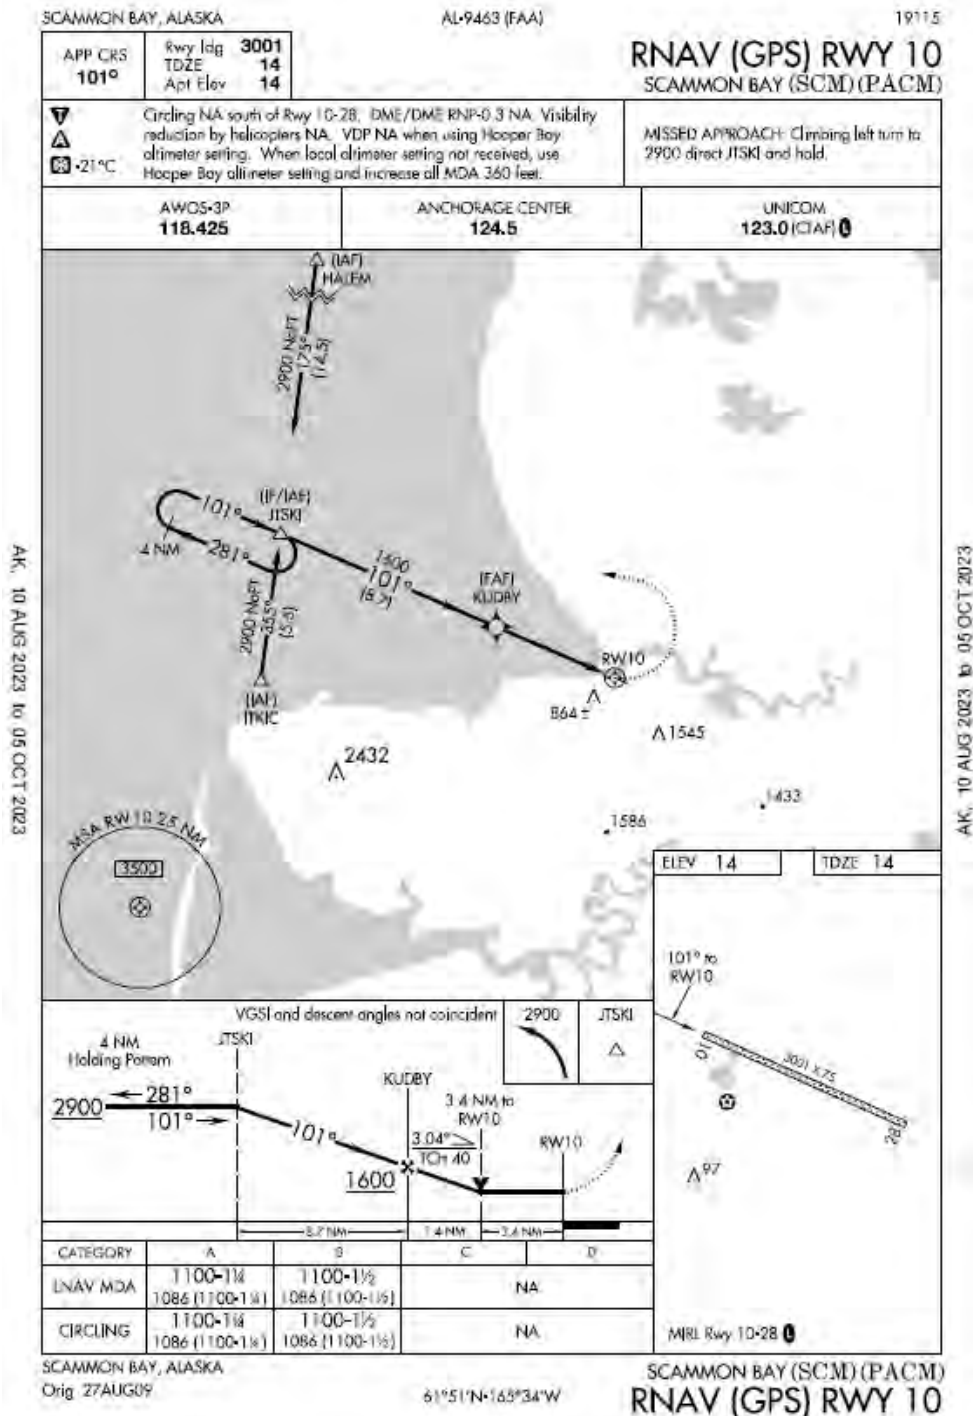 SCAMMON BAY, ALASKA
AL-9463 (FAA)
19115
APP CRS
101°
Rwy ldg 3001
TDZE 14
Apt Elev 14
RNAV (GPS) RWY 10
SCAMMON BAY (SCM) (PACM)
T
A
-21°C
Circling NA south of Rwy 10-28. DME/DME RNP-0.3 NA. Visibility
reduction by helicopters NA. VDP NA when using Hooper Bay
altimeter setting. When local altimeter setting not received, use
Hooper Bay altimeter setting and increase all MDA 360 feet.
MISSED APPROACH: Climbing left turn to
2900 direct JTSKI and hold.
AWOS-3P
118.425
ANCHORAGE CENTER
124.5
UNICOM
123.0 (CTAF) L
(IAF)
HALEM
2900 NoPT
175°
(14.5)
(IF/IAF)
JTSKI
101°
4 NM
281°
1600
101°
(8.7)
(FAF)
KUDBY
2900 NoPT
355°
(5.8)
(IAF)
RW10
864±
1545
2432
1433
1586
MSA RW10 25 NM
3500
ELEV 14
TDZE 14
101° to
RW10
10
3001 X 75
28
97
MIRL Rwy 10-28 L
VGSI and descent angles not coincident
2900
JTSKI
4 NM
Holding Pattern
JTSKI
KUDBY
2900
281°
101°
101°
3.4 NM to
RW10
3.04°
TCH 40
RW10
1600
8.7 NM
1.4 NM
3.4 NM
CATEGORY A B C D
LNAV MDA 1100-1¼ 1100-1½ NA
1086 (1100-1¼) 1086 (1100-1½)
CIRCLING 1100-1¼ 1100-1½ NA
1086 (1100-1¼) 1086 (1100-1½)
SCAMMON BAY, ALASKA
Orig 27AUG09
61°51'N-165°34'W
SCAMMON BAY (SCM) (PACM)
RNAV (GPS) RWY 10
AK, 10 AUG 2023 to 05 OCT 2023
AK, 10 AUG 2023 to 05 OCT 2023